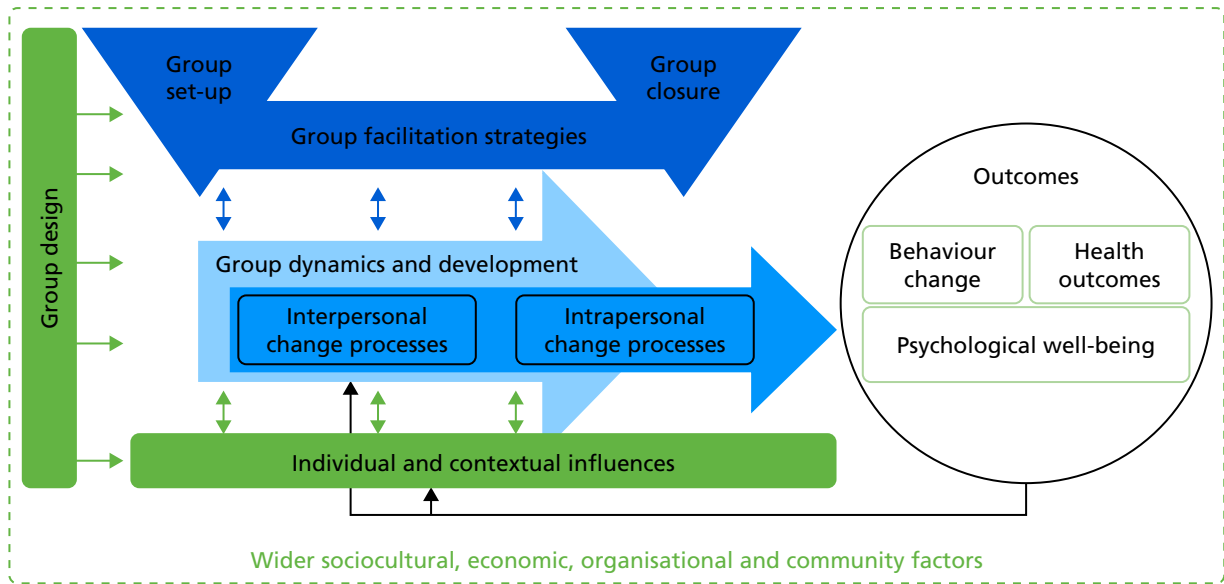 Group
set-up
Group
closure
Group facilitation strategies
Group design
Group dynamics and development
Interpersonal
change processes
Intrapersonal
change processes
Individual and contextual influences
Outcomes
Behaviour
change
Health
outcomes
Psychological well-being
Wider sociocultural, economic, organisational and community factors